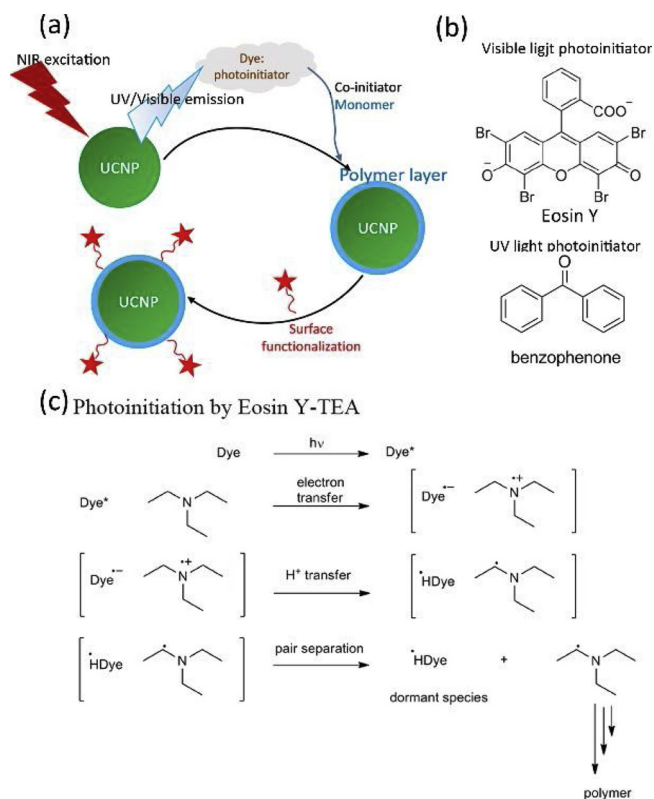 (a)
NIR excitation
UV/Visible emission
Dye:
photoinitiator
Co-initiator
Monomer
UCNP
Polymer layer
UCNP
UCNP
Surface
functionalization
(b)
Visible ligjt photoinitiator
COO⁻
Br
Br
⁻O
O
O
Br
Br
Eosin Y
UV light photoinitiator
O
benzophenone
(c) Photoinitiation by Eosin Y-TEA
Dye hν Dye*
Dye* N electron
transfer Dye•⁻ N•+
Dye•⁻ N•+ H⁺ transfer •HDye • N
•HDye • N pair separation •HDye + • N
dormant species
polymer